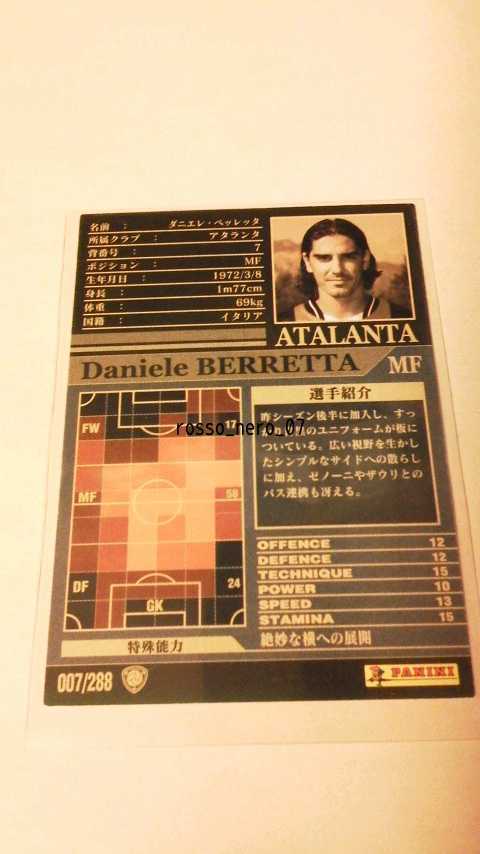 名前 : ダニエレ・ベッレッタ
所属クラブ : アタランタ
背番号 : 7
ポジション : MF
生年月日 : 1972/3/8
身長 : 1m77cm
体重 : 69kg
国籍 : イタリア
ATALANTA
Daniele BERRETTA MF
選手紹介
昨シーズン後半に加入し、すっ
のユニフォームが板に
ついている。広い視野を生かし
たシンプルなサイドへの散らし
に加え、ゼノーニやザウリとの
パス連携も冴える。
rosso_nero_07
FW 17
MF 58
DF 24
GK
OFFENCE 12
DEFENCE 12
TECHNIQUE 15
POWER 10
SPEED 13
STAMINA 15
特殊能力 絶妙な横への展開
007/288
PANINI